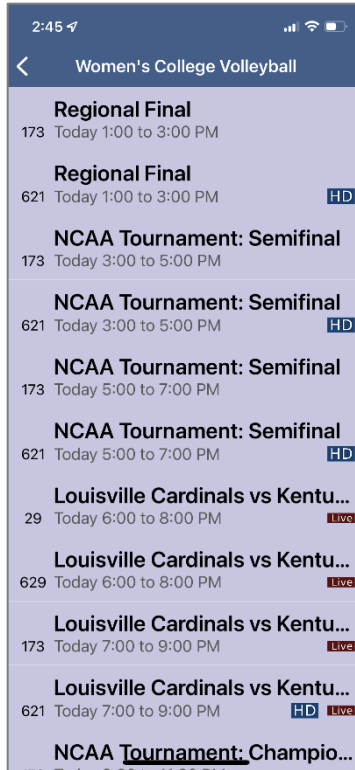 2:45
Women's College Volleyball
Regional Final
173 Today 1:00 to 3:00 PM
Regional Final
621 Today 1:00 to 3:00 PM HD
NCAA Tournament: Semifinal
173 Today 3:00 to 5:00 PM
NCAA Tournament: Semifinal
621 Today 3:00 to 5:00 PM HD
NCAA Tournament: Semifinal
173 Today 5:00 to 7:00 PM
NCAA Tournament: Semifinal
621 Today 5:00 to 7:00 PM HD
Louisville Cardinals vs Kentu...
29 Today 6:00 to 8:00 PM Live
Louisville Cardinals vs Kentu...
629 Today 6:00 to 8:00 PM Live
Louisville Cardinals vs Kentu...
173 Today 7:00 to 9:00 PM Live
Louisville Cardinals vs Kentu...
621 Today 7:00 to 9:00 PM HD Live
NCAA Tournament: Champio...